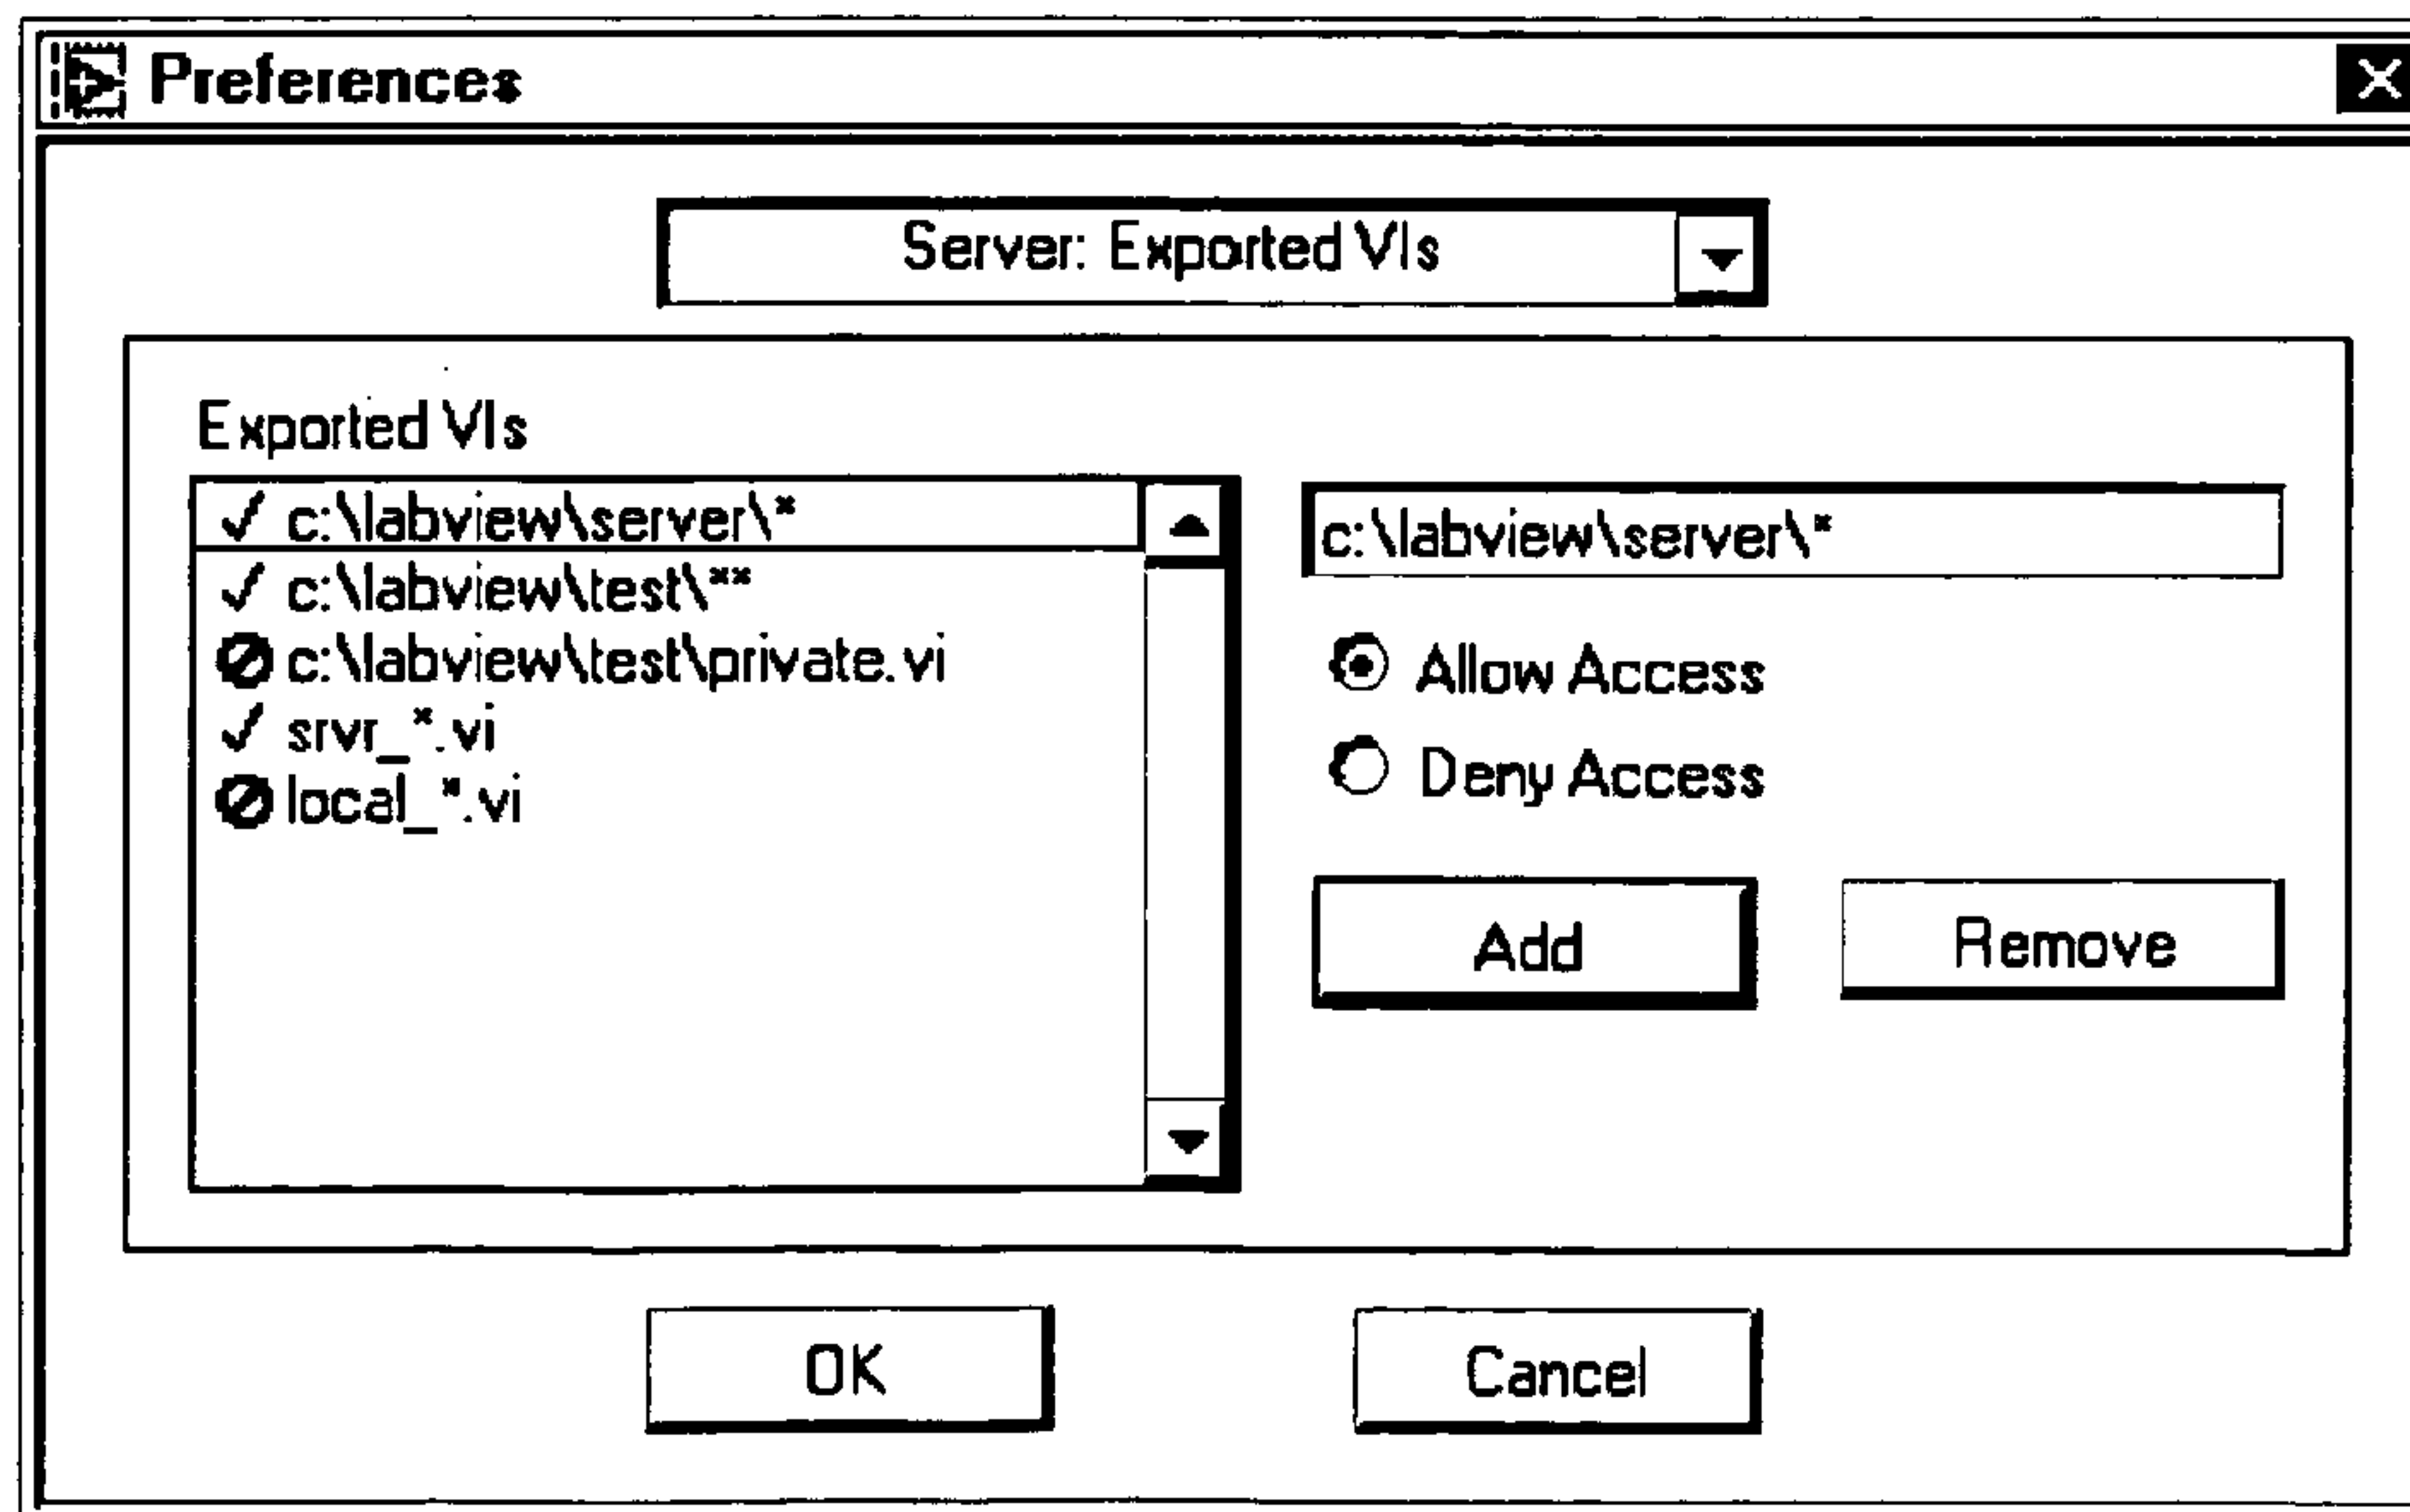 Preferences
Server: Exported VIs
Exported VIs
c:\labview\server\*
c:\labview\test\**
c:\labview\test\private.vi
srvr_*.vi
local_*.vi
c:\labview\server\*
Allow Access
Deny Access
Add
Remove
OK
Cancel